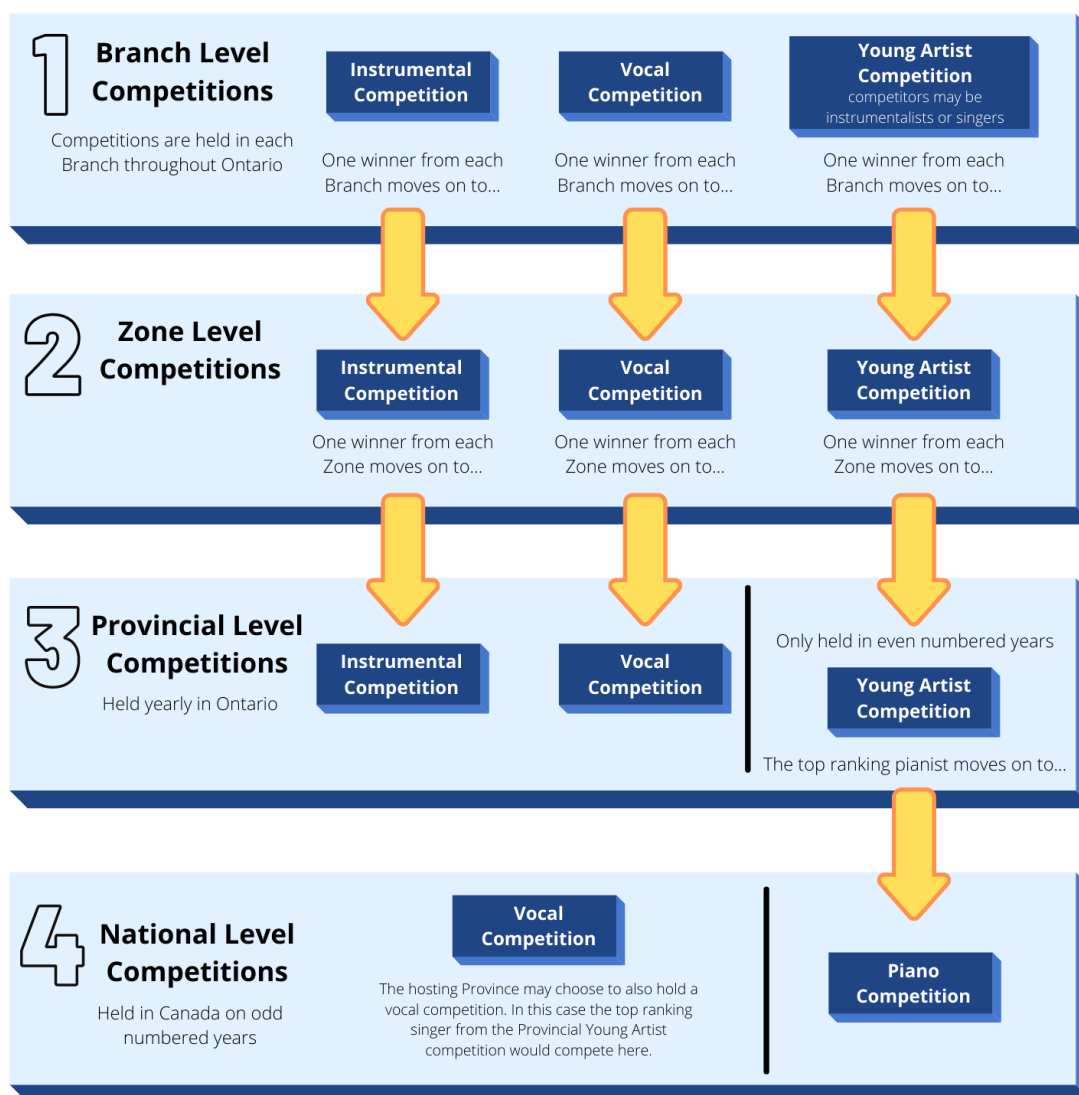 1
Branch Level
Competitions
Competitions are held in each
Branch throughout Ontario
Instrumental
Competition
One winner from each
Branch moves on to...
Vocal
Competition
One winner from each
Branch moves on to...
Young Artist
Competition
competitors may be
instrumentalists or singers
One winner from each
Branch moves on to...
2
Zone Level
Competitions
Instrumental
Competition
One winner from each
Zone moves on to...
Vocal
Competition
One winner from each
Zone moves on to...
Young Artist
Competition
One winner from each
Zone moves on to...
3
Provincial Level
Competitions
Held yearly in Ontario
Instrumental
Competition
Vocal
Competition
Only held in even numbered years
Young Artist
Competition
The top ranking pianist moves on to...
4
National Level
Competitions
Held in Canada on odd
numbered years
Vocal
Competition
The hosting Province may choose to also hold a
vocal competition. In this case the top ranking
singer from the Provincial Young Artist
competition would compete here.
Piano
Competition